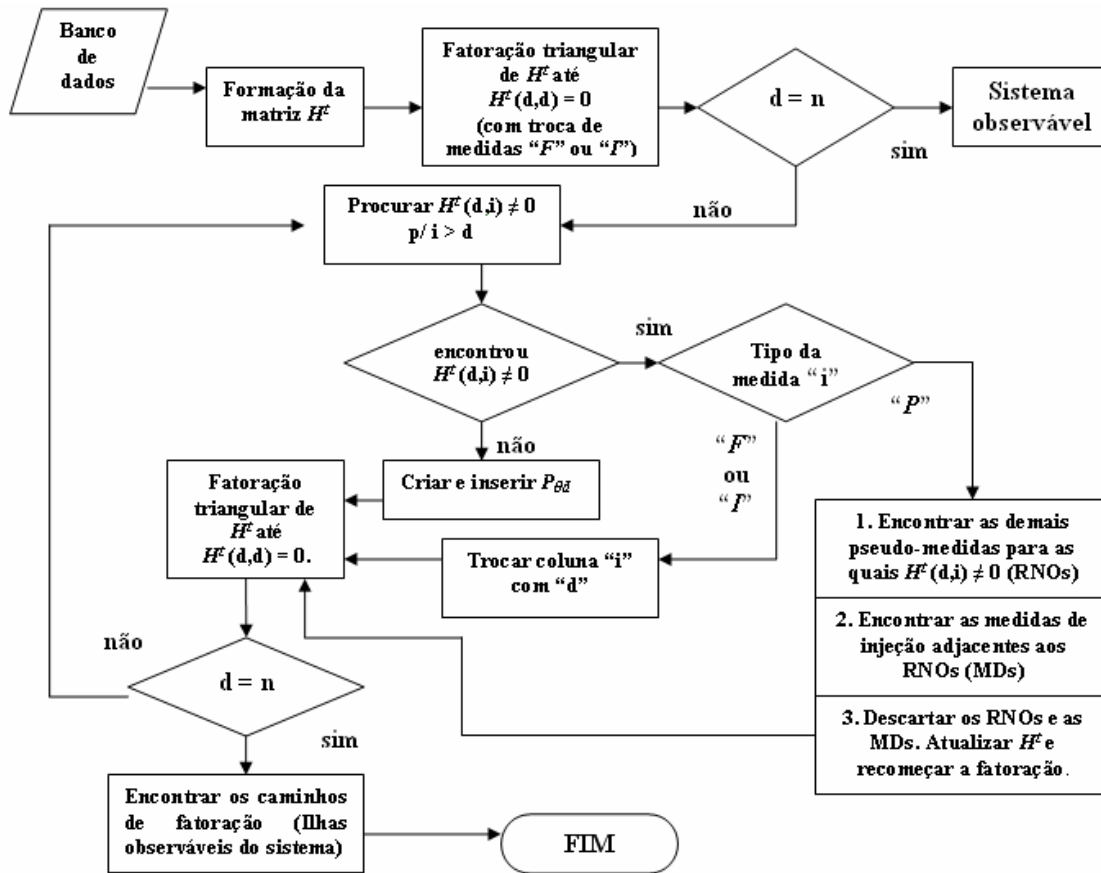 Banco
de
dados
Formação da
matriz Hᵗ
Fatoração triangular
de Hᵗ até
Hᵗ(d,d) = 0
(com troca de
medidas “F” ou “I”)
d = n
sim
Sistema
observável
não
Procurar Hᵗ(d,i) ≠ 0
p/ i > d
encontrou
Hᵗ(d,i) ≠ 0
sim
Tipo da
medida “i”
“P”
“F”
ou
“I”
não
Criar e inserir Pθd
Trocar coluna “i”
com “d”
Fatoração
triangular de
Hᵗ até
Hᵗ(d,d) = 0.
1. Encontrar as demais
pseudo-medidas para as
quais Hᵗ(d,i) ≠ 0 (RNOs)
2. Encontrar as medidas de
injeção adjacentes aos
RNOs (MDs)
3. Descartar os RNOs e as
MDs. Atualizar Hᵗ e
recomeçar a fatoração.
não
d = n
sim
Encontrar os caminhos
de fatoração (Ilhas
observáveis do sistema)
FIM